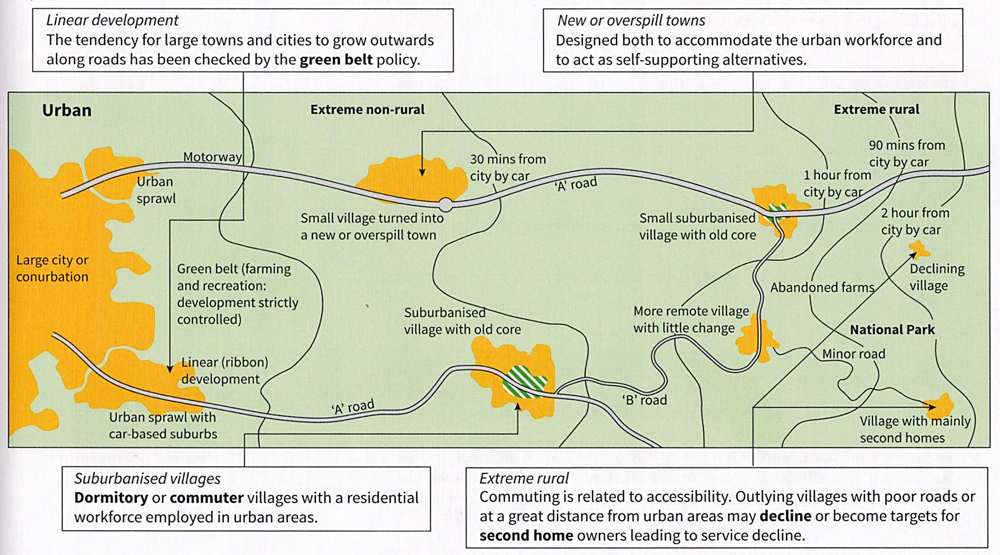 Linear development
The tendency for large towns and cities to grow outwards
along roads has been checked by the green belt policy.
New or overspill towns
Designed both to accommodate the urban workforce and
to act as self-supporting alternatives.
Urban
Extreme non-rural
Extreme rural
Motorway
Urban
sprawl
30 mins from
city by car
'A' road
90 mins from
city by car
1 hour from
city by car
2 hour from
city by car
Small village turned into
a new or overspill town
Small suburbanised
village with old core
Large city or
conurbation
Green belt (farming
and recreation:
development strictly
controlled)
Declining
village
Abandoned farms
Suburbanised
village with old core
More remote village
with little change
National Park
Minor road
Linear (ribbon)
development
'A' road
'B' road
Urban sprawl with
car-based suburbs
Village with mainly
second homes
Suburbanised villages
Dormitory or commuter villages with a residential
workforce employed in urban areas.
Extreme rural
Commuting is related to accessibility. Outlying villages with poor roads or
at a great distance from urban areas may decline or become targets for
second home owners leading to service decline.